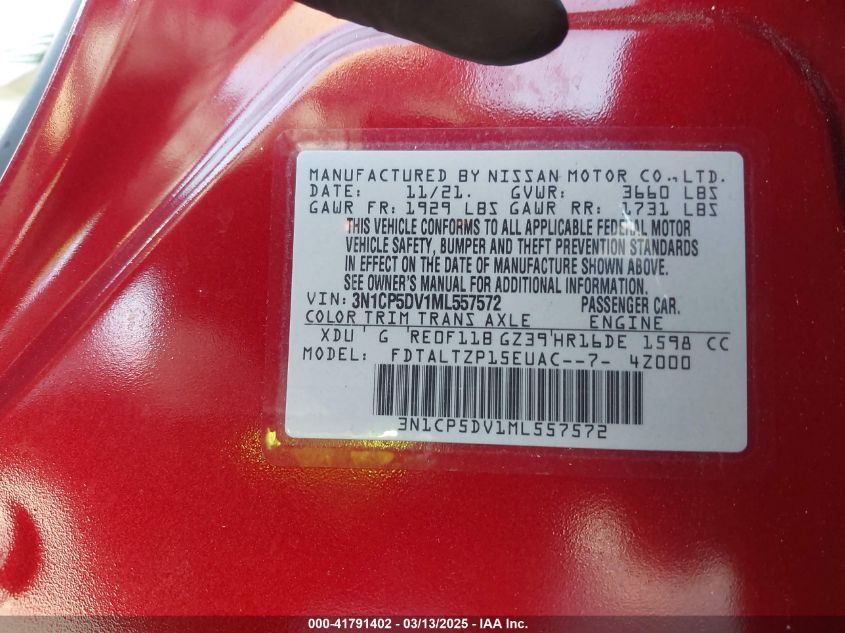 MANUFACTURED BY NISSAN MOTOR CO.,LTD.
DATE: 11/21. GVWR: 3660 LBS
GAWR FR: 1929 LBS GAWR RR: 1731 LBS
THIS VEHICLE CONFORMS TO ALL APPLICABLE FEDERAL MOTOR
VEHICLE SAFETY, BUMPER AND THEFT PREVENTION STANDARDS
IN EFFECT ON THE DATE OF MANUFACTURE SHOWN ABOVE.
SEE OWNER'S MANUAL FOR ADDITIONAL INFORMATION.
VIN: 3N1CP5DV1ML557572 PASSENGER CAR.
COLOR TRIM TRANS AXLE ENGINE
XDU ' G 'RE0F11B GZ39'HR16DE 1598 CC
MODEL: FDTALTZP15EUAC--7- 4Z000
3N1CP5DV1ML557572
000-41791402 - 03/13/2025 - IAA Inc.